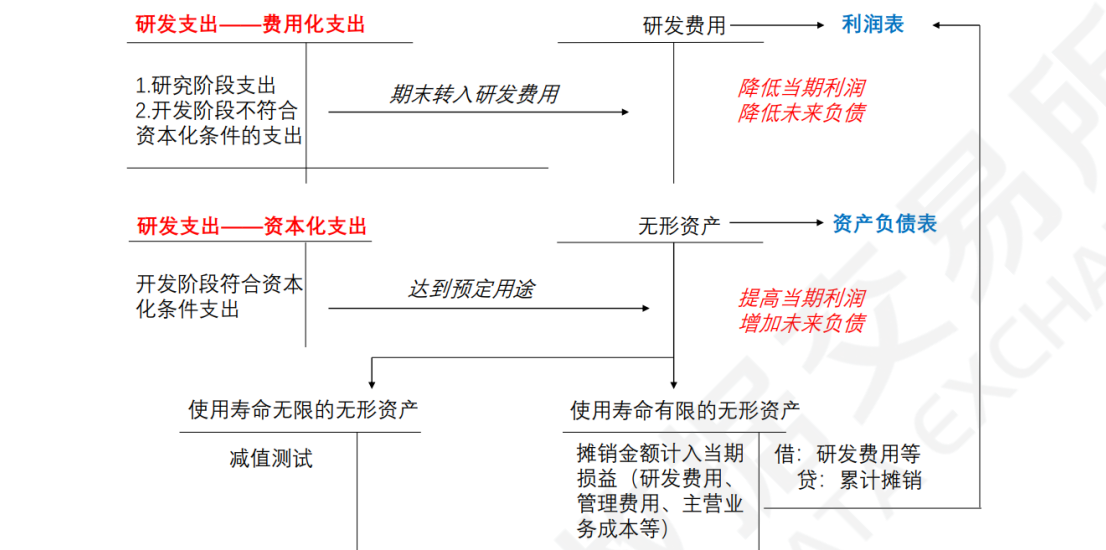 研发支出——费用化支出
研发费用
利润表
1.研究阶段支出
2.开发阶段不符合
资本化条件的支出
期末转入研发费用
降低当期利润
降低未来负债
研发支出——资本化支出
无形资产
资产负债表
开发阶段符合资本
化条件支出
达到预定用途
提高当期利润
增加未来负债
使用寿命无限的无形资产
使用寿命有限的无形资产
减值测试
摊销金额计入当期
损益（研发费用、
管理费用、主营业
务成本等）
借：研发费用等
贷：累计摊销
据交易所
DATA EXCHA